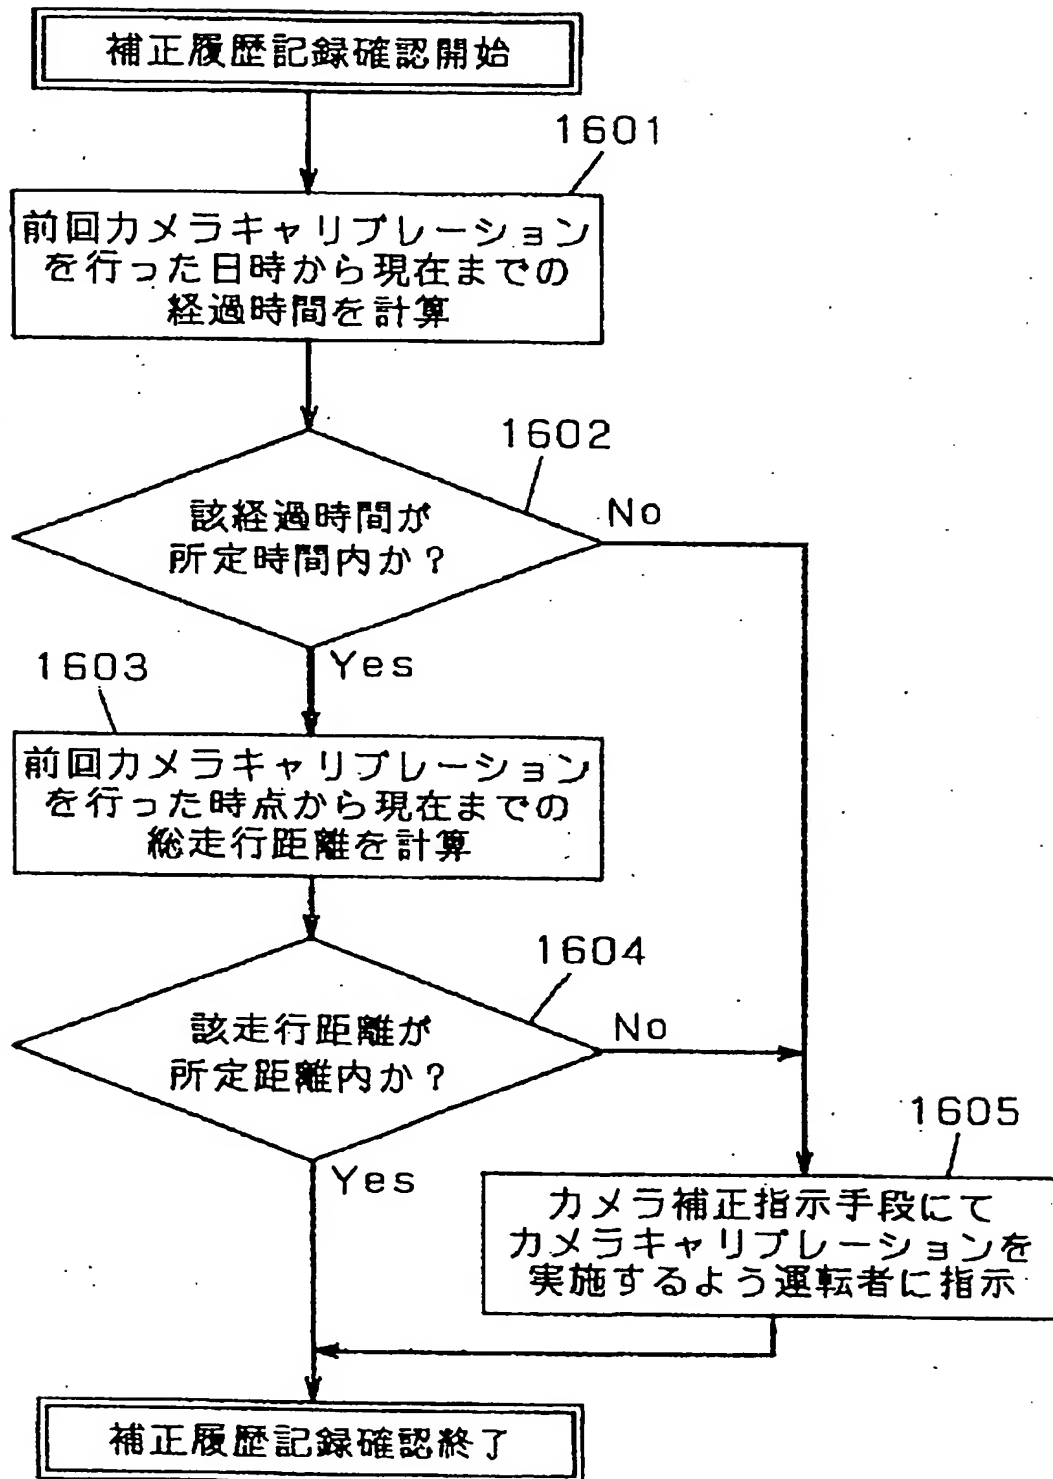 補正履歴記録確認開始
1601
前回カメラキャリブレーション
を行った日時から現在までの
経過時間を計算
1602
該経過時間が
所定時間内か？
No
Yes
1603
前回カメラキャリブレーション
を行った時点から現在までの
総走行距離を計算
1604
該走行距離が
所定距離内か？
No
Yes
1605
カメラ補正指示手段にて
カメラキャリブレーションを
実施するよう運転者に指示
補正履歴記録確認終了